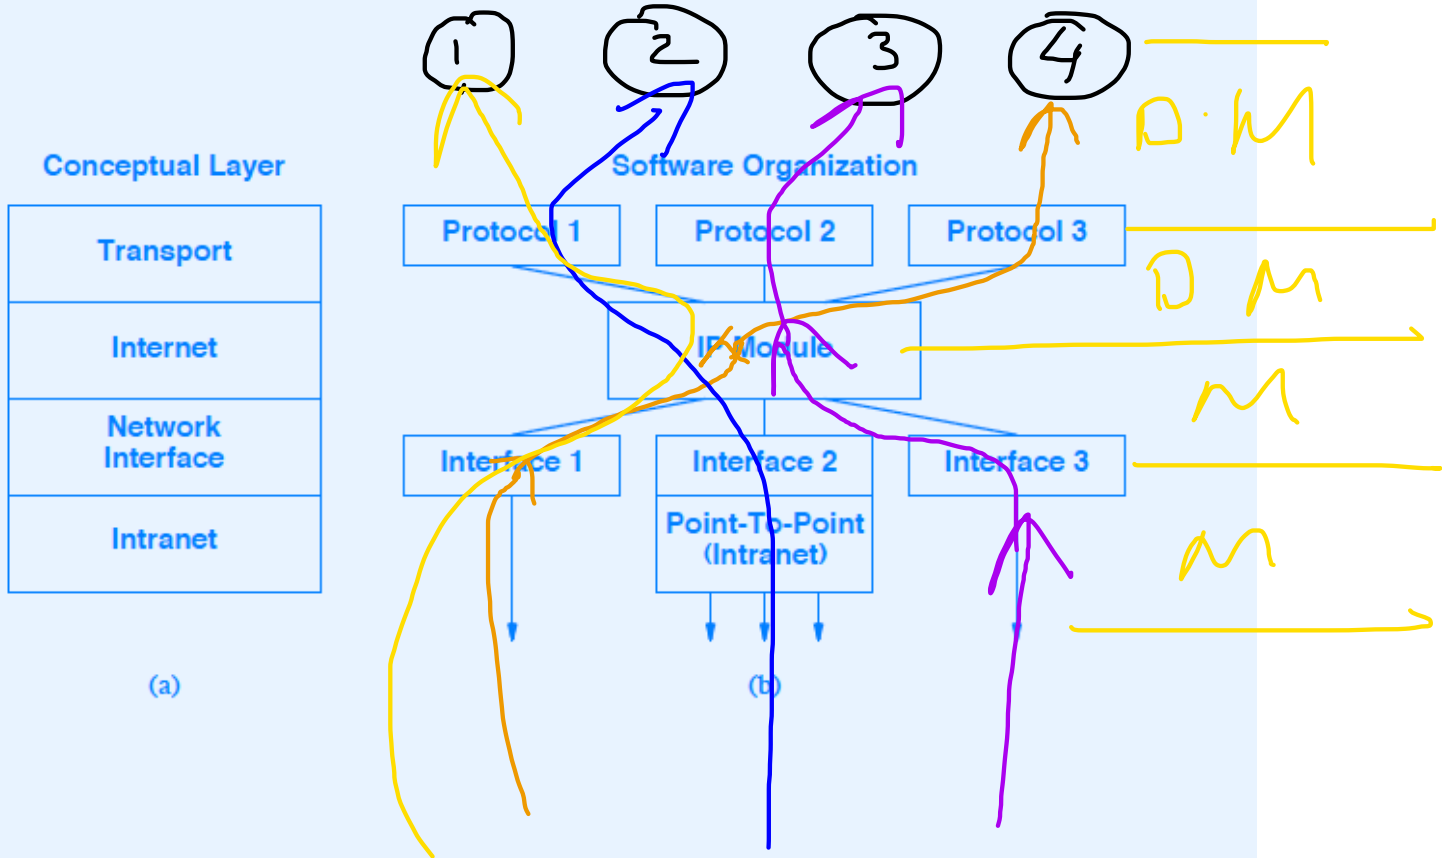 1 2 3 4
D M
Conceptual Layer
Software Organization
Transport
Protocol 1
Protocol 2
Protocol 3
D M
Internet
IP Module
M
Network
Interface
Interface 1
Interface 2
Interface 3
Intranet
Point-To-Point
(Intranet)
M
(a)
(b)